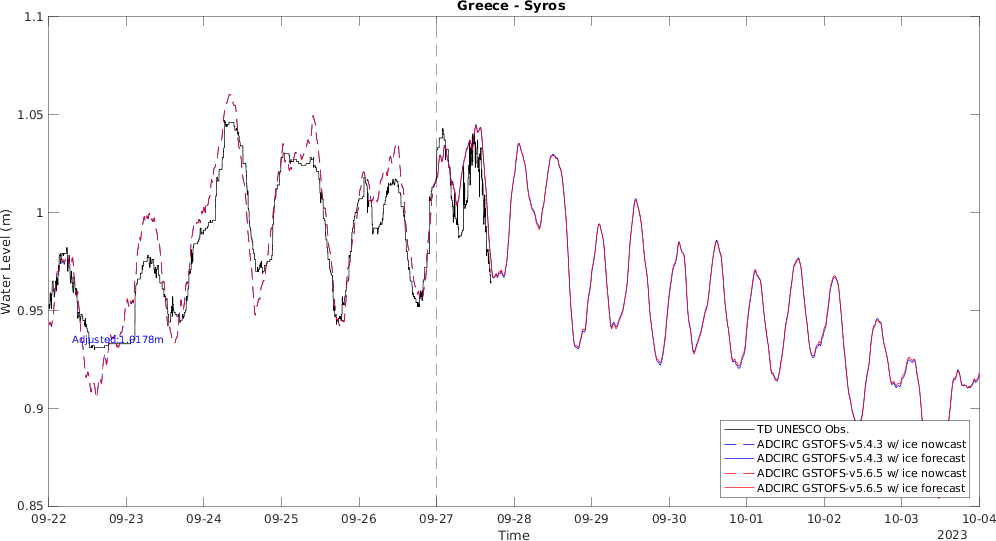 Greece - Syros
1.1
1.05
1
0.95
0.9
0.85
Water Level (m)
Adjusted:1.0178m
TD UNESCO Obs.
ADCIRC GSTOFS-v5.4.3 w/ ice nowcast
ADCIRC GSTOFS-v5.4.3 w/ ice forecast
ADCIRC GSTOFS-v5.6.5 w/ ice nowcast
ADCIRC GSTOFS-v5.6.5 w/ ice forecast
09-22 09-23 09-24 09-25 09-26 09-27 09-28 09-29 09-30 10-01 10-02 10-03 10-04
Time
2023